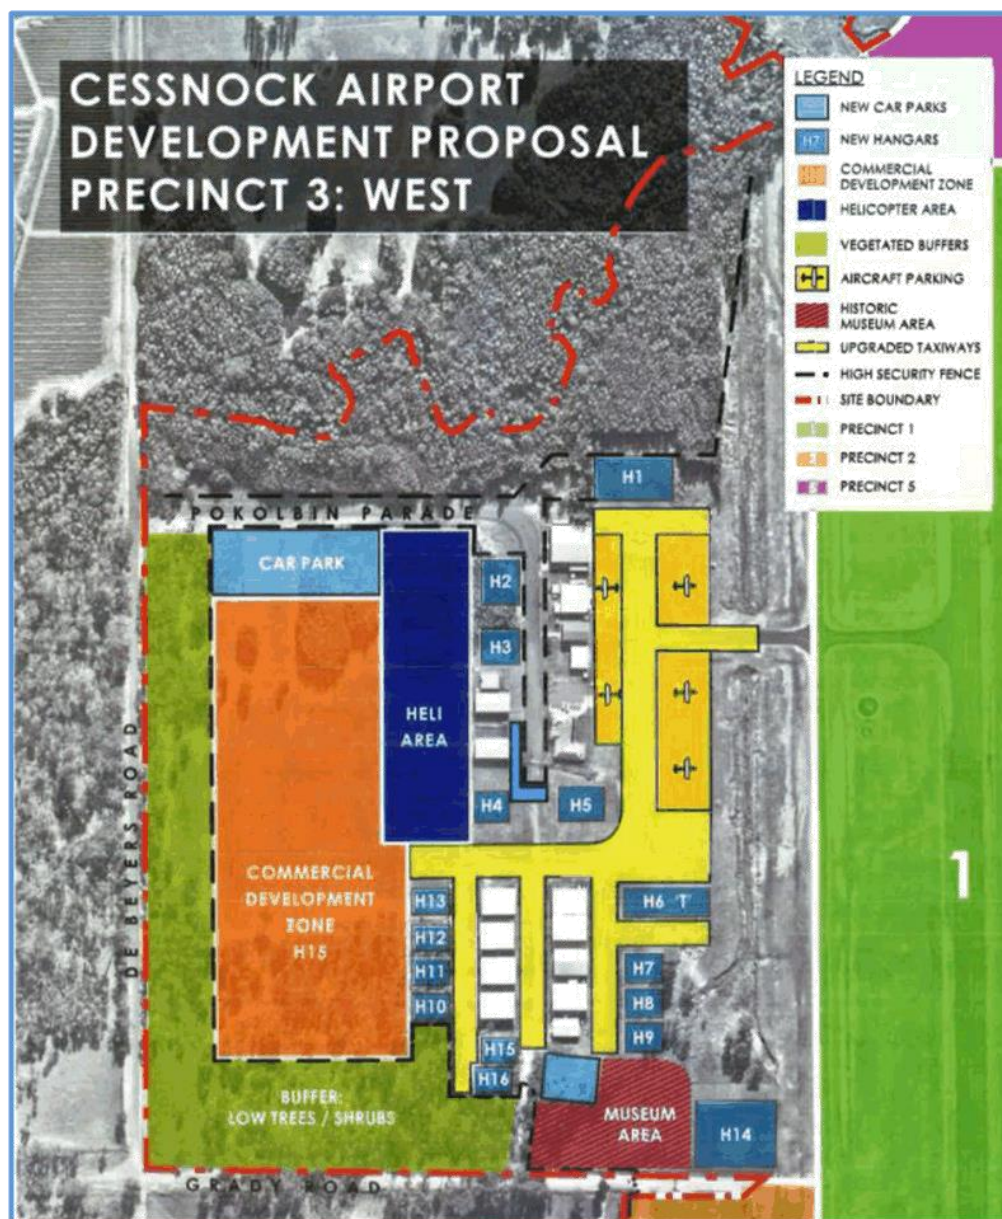 CESSNOCK AIRPORT
DEVELOPMENT PROPOSAL
PRECINCT 3: WEST
LEGEND
NEW CAR PARKS
H7
NEW HANGARS
COMMERCIAL
DEVELOPMENT ZONE
HELICOPTER AREA
VEGETATED BUFFERS
AIRCRAFT PARKING
HISTORIC
MUSEUM AREA
UPGRADED TAXIWAYS
HIGH SECURITY FENCE
SITE BOUNDARY
PRECINCT 1
PRECINCT 2
PRECINCT 5
H1
POKOLBIN PARADE
CAR PARK
H2
H3
HELI
AREA
DE BEYERS ROAD
H4
H5
COMMERCIAL
DEVELOPMENT
ZONE
H15
1
H13
H6 'T'
H12
H11
H7
H10
H8
H9
H15
H16
BUFFER:
LOW TREES / SHRUBS
MUSEUM
AREA
H14
GRADY ROAD